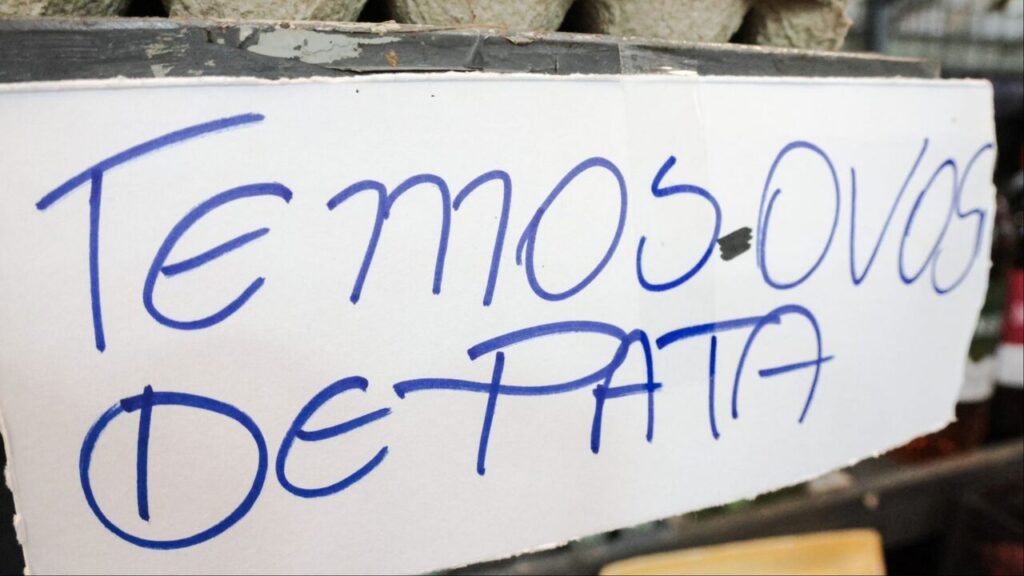 TEMOS OVOS
DE PATA